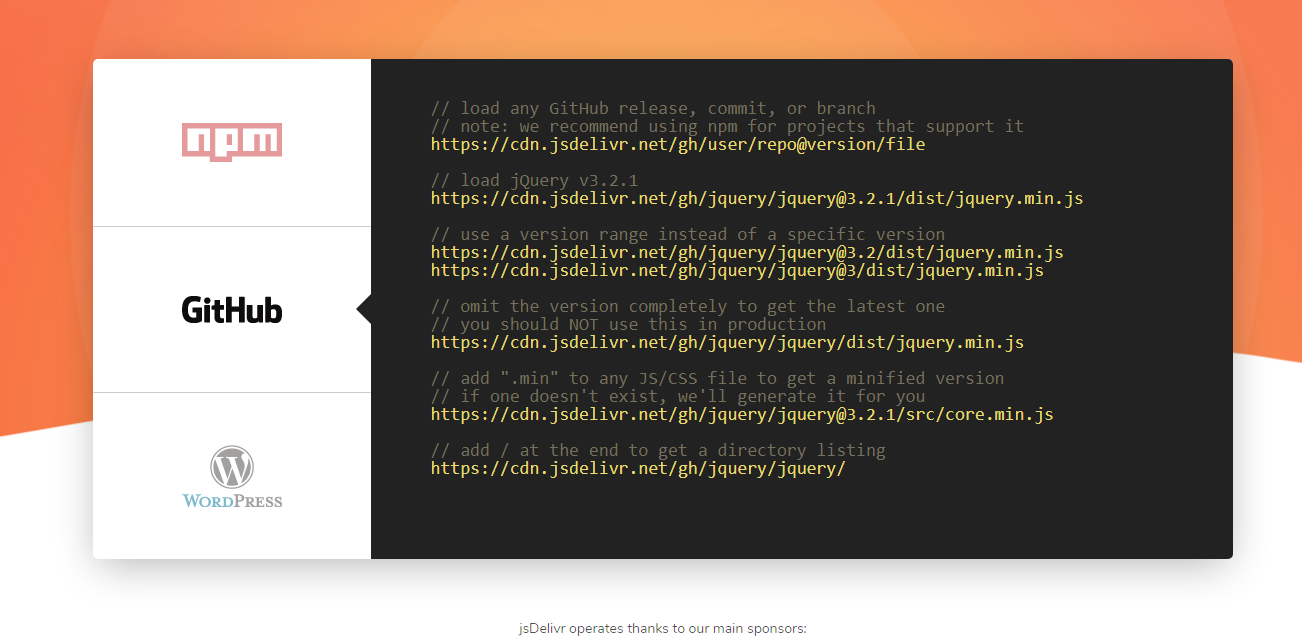 npm
GitHub
WORDPRESS
// load any GitHub release, commit, or branch
// note: we recommend using npm for projects that support it
https://cdn.jsdelivr.net/gh/user/repo@version/file
// load jQuery v3.2.1
https://cdn.jsdelivr.net/gh/jquery/jquery@3.2.1/dist/jquery.min.js
// use a version range instead of a specific version
https://cdn.jsdelivr.net/gh/jquery/jquery@3.2/dist/jquery.min.js
https://cdn.jsdelivr.net/gh/jquery/jquery@3/dist/jquery.min.js
// omit the version completely to get the latest one
// you should NOT use this in production
https://cdn.jsdelivr.net/gh/jquery/jquery/dist/jquery.min.js
// add ".min" to any JS/CSS file to get a minified version
// if one doesn't exist, we'll generate it for you
https://cdn.jsdelivr.net/gh/jquery/jquery@3.2.1/src/core.min.js
// add / at the end to get a directory listing
https://cdn.jsdelivr.net/gh/jquery/jquery/
jsDelivr operates thanks to our main sponsors: